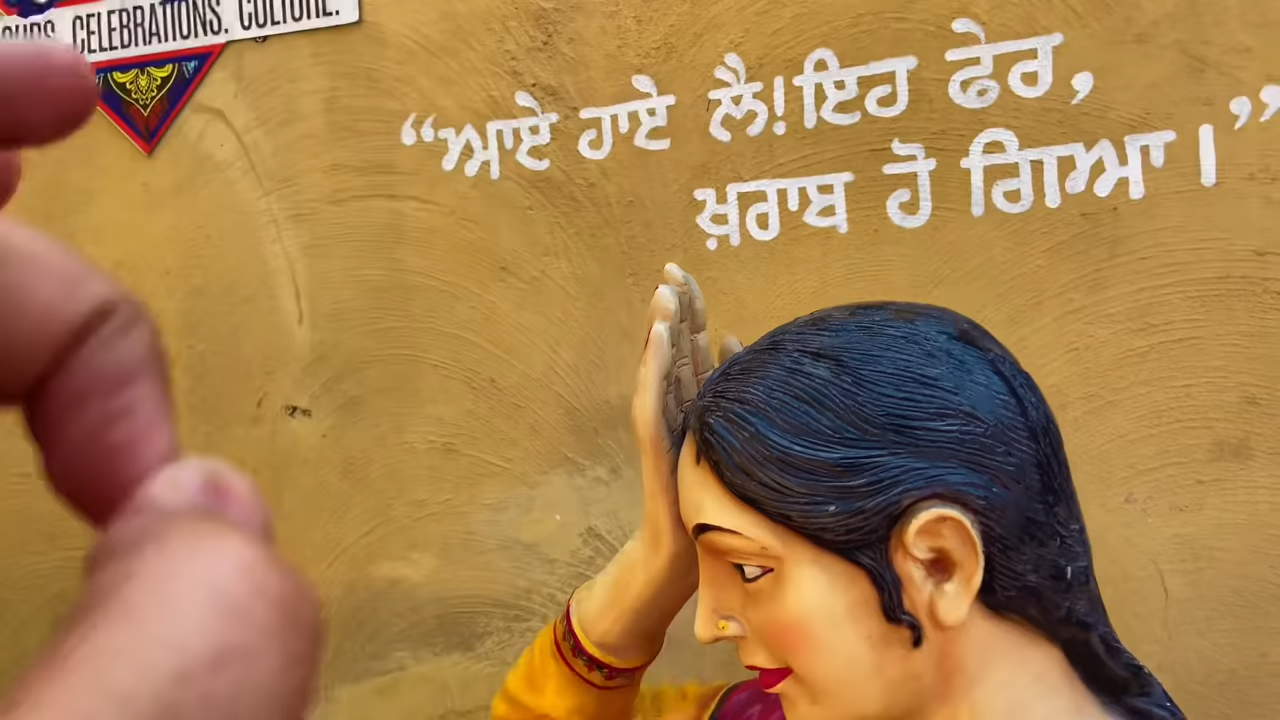 CELEBRATIONS. CULTURE.
“ਆਏ ਹਾਏ ਲੈ! ਇਹ ਫੇਰ,
ਖ਼ਰਾਬ ਹੋ ਗਿਆ।”